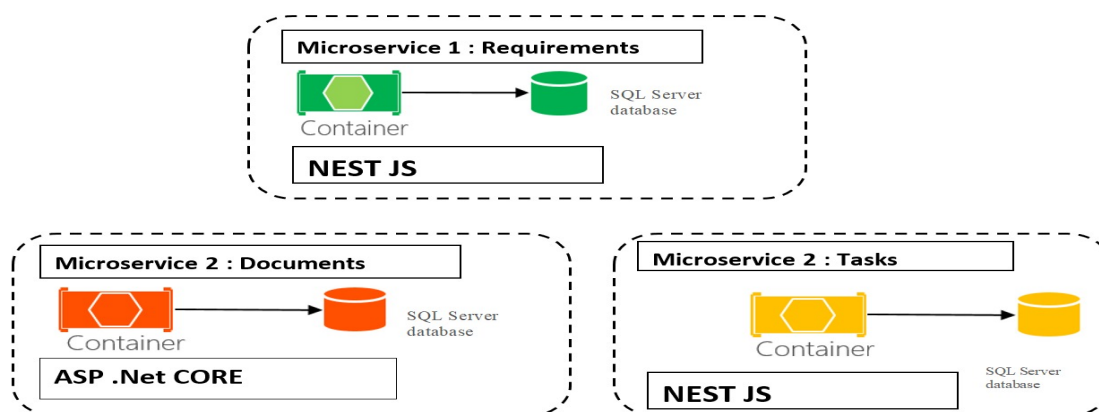 Microservice 1 : Requirements
SQL Server
database
Container
NEST JS
Microservice 2 : Documents
SQL Server
database
Container
ASP .Net CORE
Microservice 2 : Tasks
Container
SQL Server
database
NEST JS